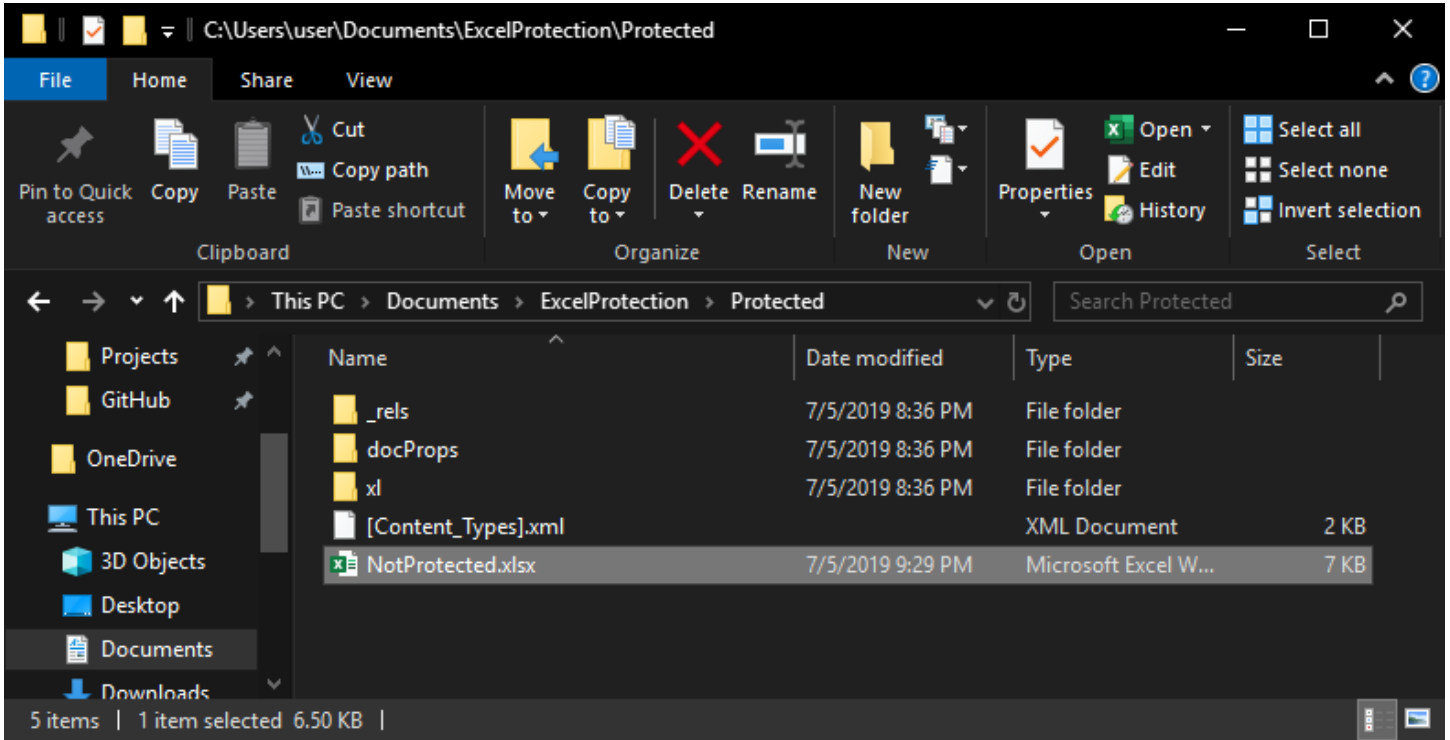 C:\Users\user\Documents\ExcelProtection\Protected
File Home Share View
Pin to Quick access
Copy
Paste
Cut
Copy path
Paste shortcut
Clipboard
Move to
Copy to
Delete
Rename
Organize
New folder
New
Properties
Open
Edit
History
Open
Select all
Select none
Invert selection
Select
This PC > Documents > ExcelProtection > Protected
Search Protected
Projects
GitHub
OneDrive
This PC
3D Objects
Desktop
Documents
Downloads
Name Date modified Type Size
_rels 7/5/2019 8:36 PM File folder
docProps 7/5/2019 8:36 PM File folder
xl 7/5/2019 8:36 PM File folder
[Content_Types].xml XML Document 2 KB
NotProtected.xlsx 7/5/2019 9:29 PM Microsoft Excel W... 7 KB
5 items | 1 item selected 6.50 KB |